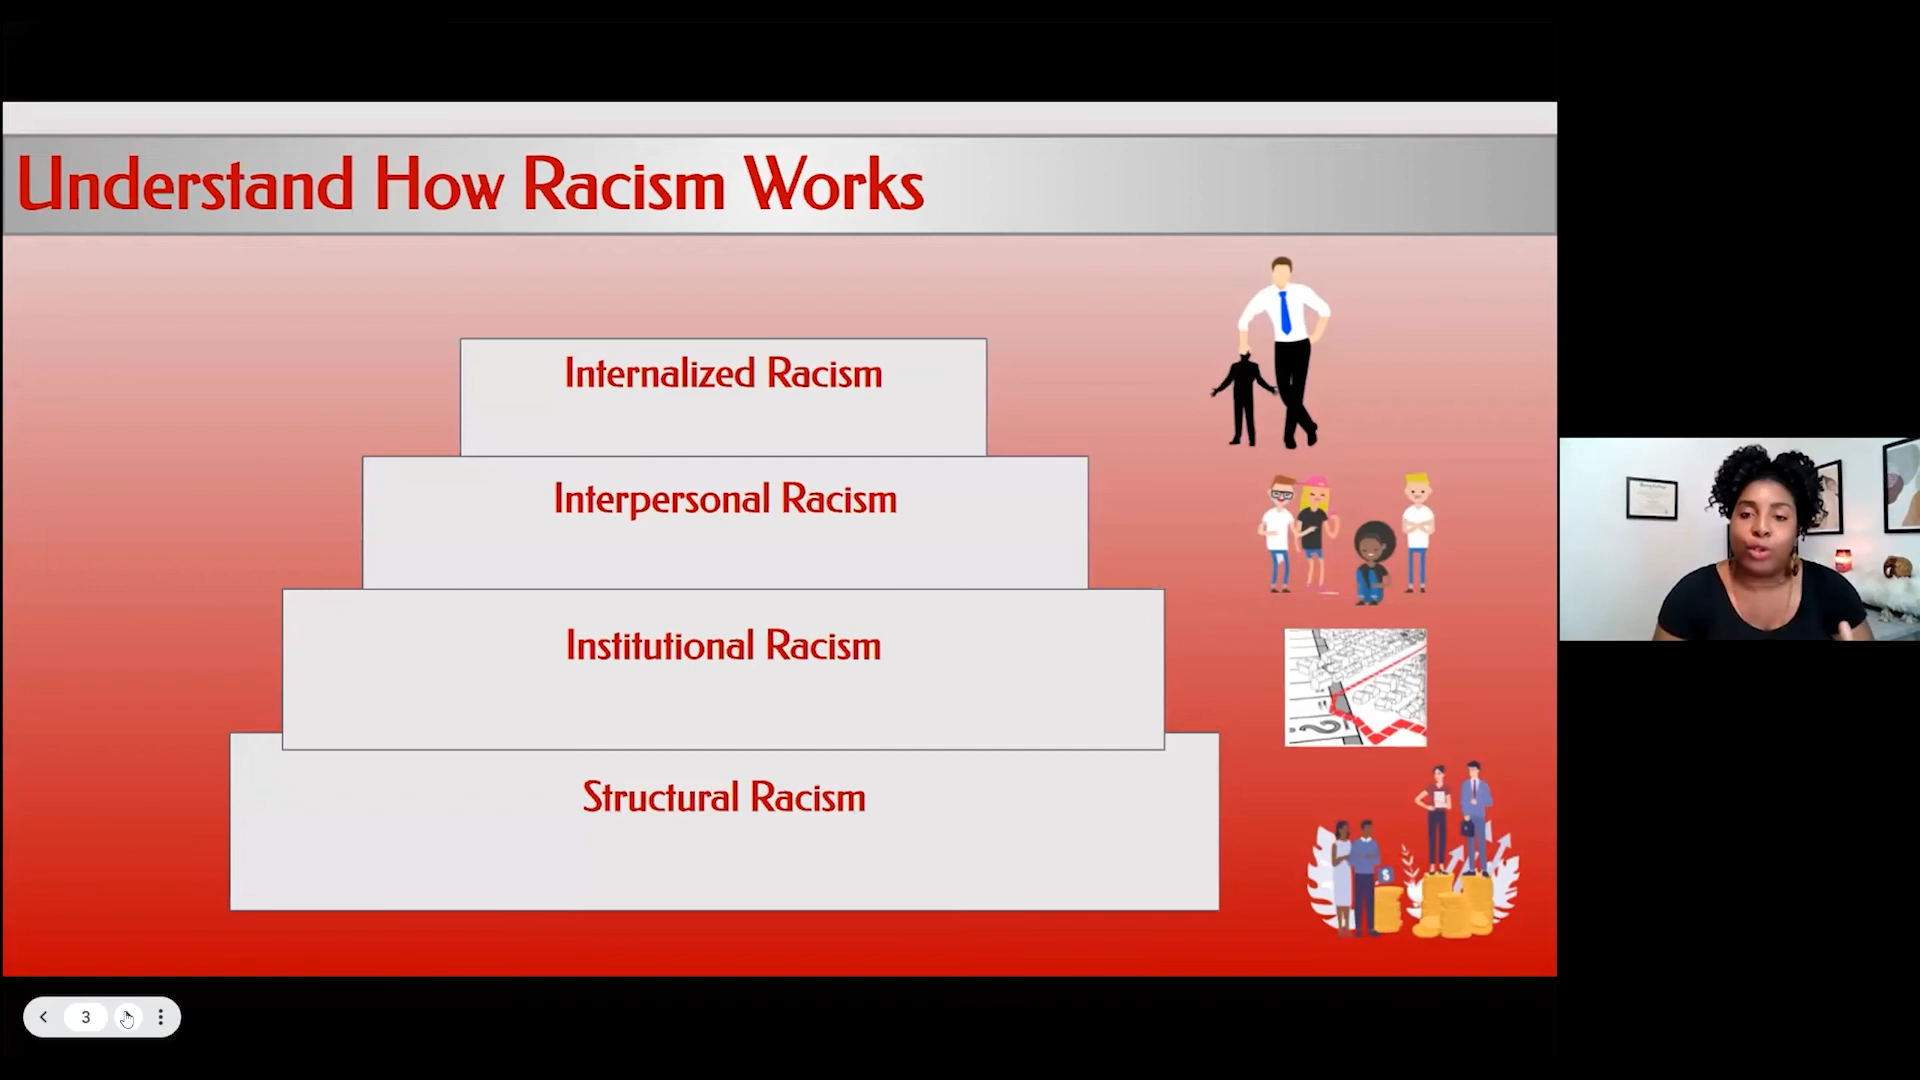 Understand How Racism Works
Internalized Racism
Interpersonal Racism
Institutional Racism
?
Structural Racism
$
3